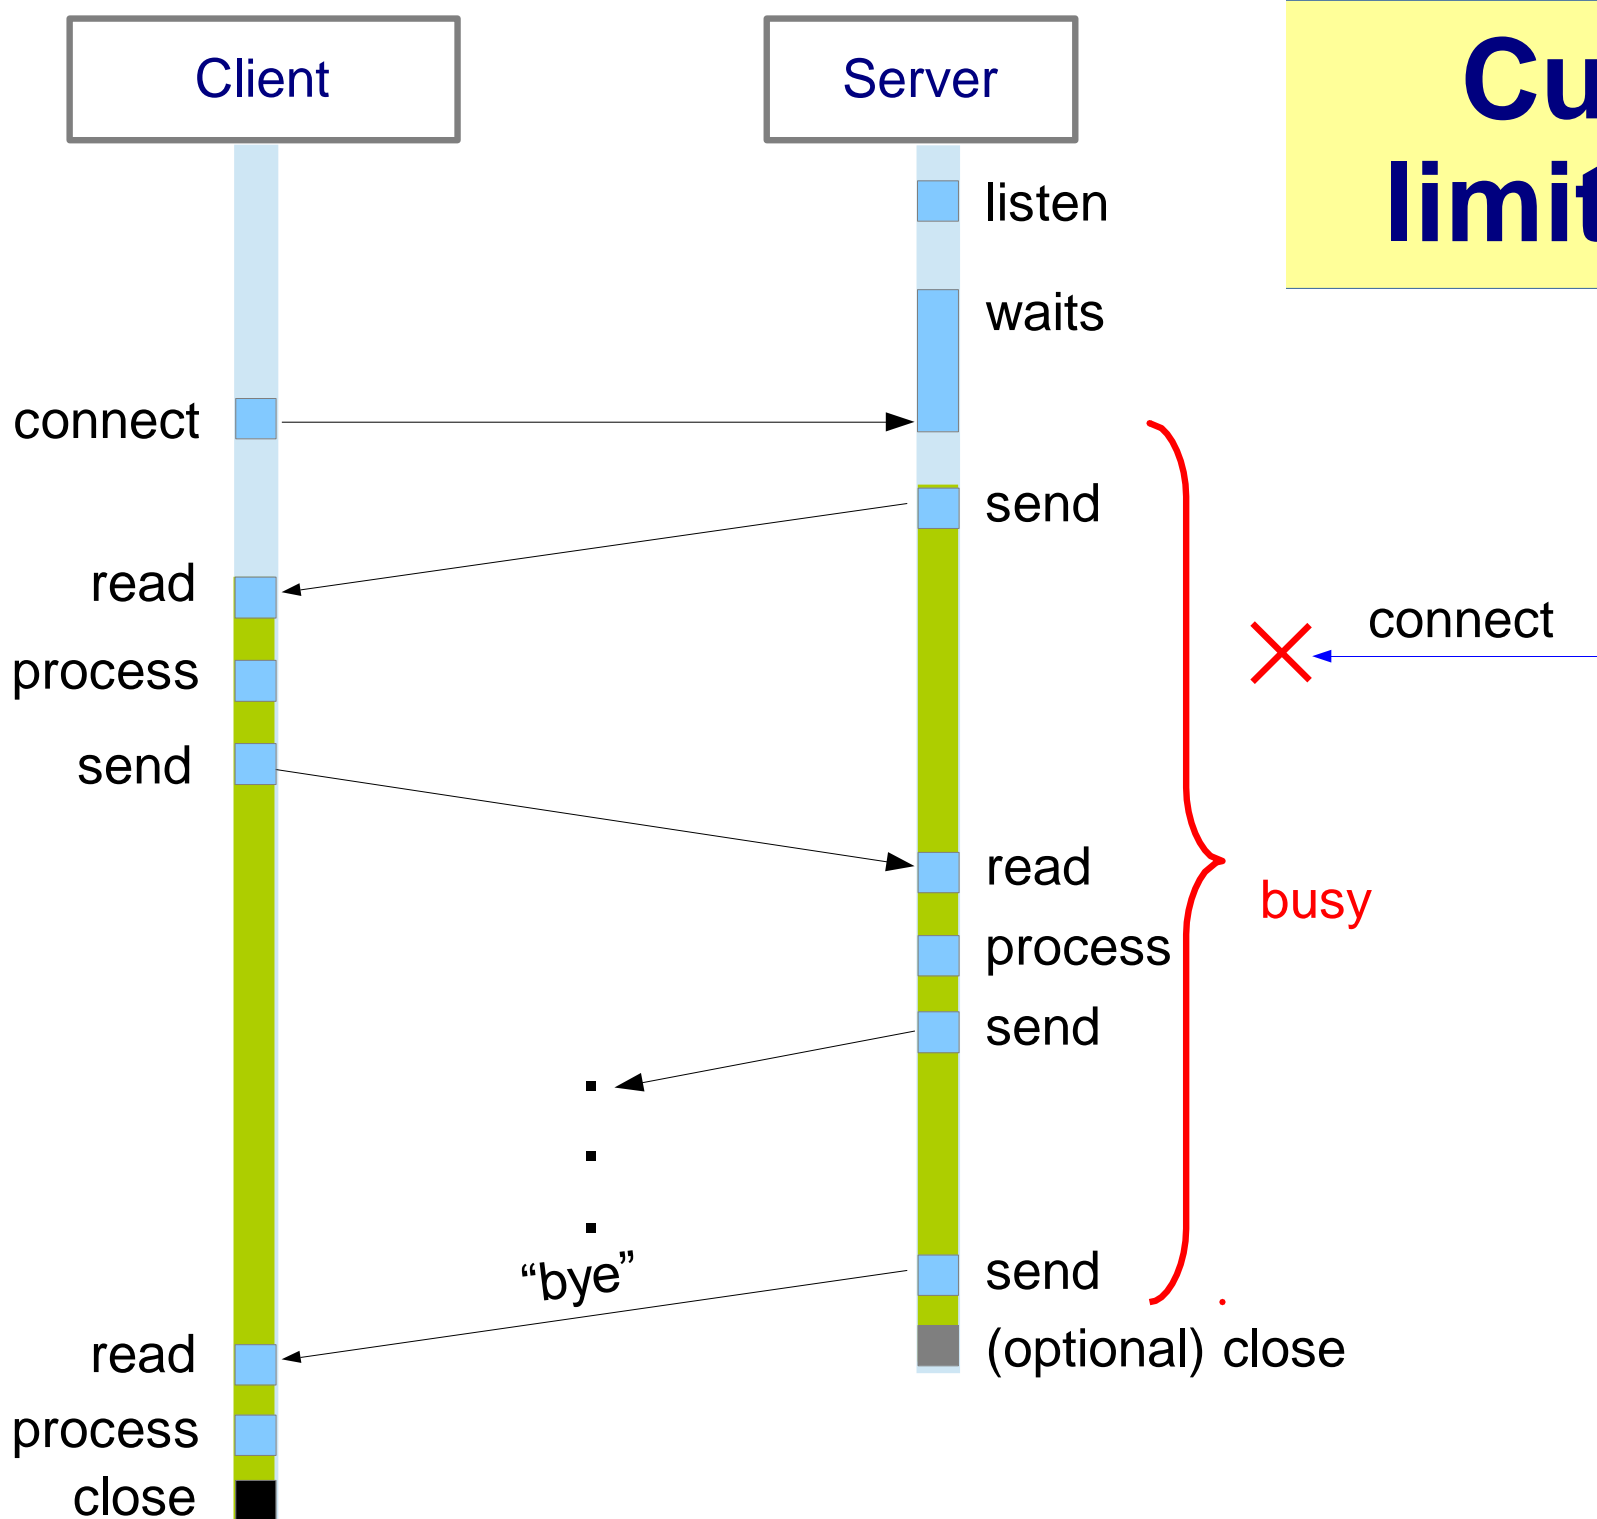 Client
Server
Cu
limit
listen
waits
connect
send
read
connect
process
send
read
busy
process
send
"bye"
send
(optional) close
read
process
close